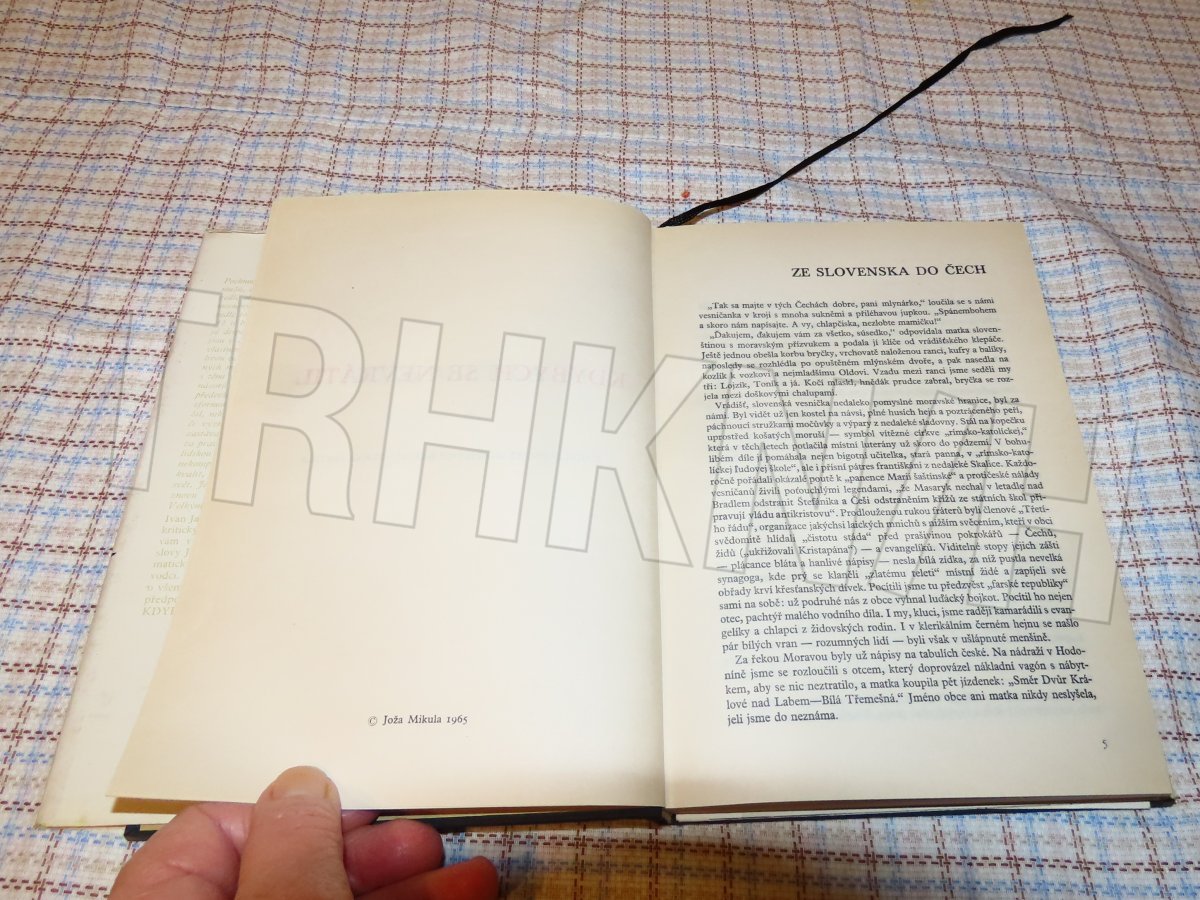 © Joža Mikula 1965
ZE SLOVENSKA DO ČECH
„Tak sa majte v tých Čechách dobre, pani mlynárko,“ loučila se s námi
vesničanka v kroji s mnoha sukněmi a přiléhavou jupkou. „Spánembohem
a skoro nám napísajte. A vy, chlapčiska, nezlobte mamičku!“
„Ďakujem, ďakujem vám za všetko, súsedko,“ odpovídala matka sloven-
štinou s moravským přízvukem a podala jí klíče od vrádišťského klepáče.
Ještě jednou obešla korbu bryčky, vrchovatě naloženou ranci, kufry a balíky,
naposledy se rozhlédla po opuštěném mlýnském dvoře, a pak nasedla na
kozlík k vozkovi a nejmladšímu Oldovi. Vzadu mezi ranci jsme seděli my
tři: Lojzík, Toník a já. Kočí mlaskl, hnědák prudce zabral, bryčka se roz-
jela mezi doškovými chalupami.
Vrádišť, slovenská vesnička nedaleko pomyslné moravské hranice, byl za
námi. Byl vidět už jen kostel na návsi, plné husích hejn a poztráceného peří,
páchnoucí stružkami močůvky a výpary z nedaleké sladovny. Stál na kopečku
uprostřed košatých moruší — symbol vítězné církve „rimsko-katolíckej,“
která v těch letech potlačila místní luterány už skoro do podzemí. V bohu-
libém díle jí pomáhala nejen bigotní učitelka, stará panna, v „rimsko-kato-
líckej ľudovej škole“, ale i přísní pátres františkáni z nedaleké Skalice. Každo-
ročně pořádali okázalé poutě k „panence Marii šaštinské“ a protičeské nálady
vesničanů živili poťouchlými legendami, „že Masaryk nechal v letadle nad
Bradlem odstranit Štefánika a Češi odstraněním křížů ze státních škol při-
pravují vládu antikristovu“. Prodlouženou rukou fráterů byli členové „Třetí-
ho řádu“, organizace jakýchsi laických mnichů s nižším svěcením, kteří v obci
svědomitě hlídali „čistotu stáda“ před prašivinou pokrokářů — Čechů,
židů („ukřižovali Kristapána“) — a evangelíků. Viditelné stopy jejich zášti
— plácance bláta a hanlivé nápisy — nesla bílá zídka, za níž pustla nevelká
synagoga, kde prý se klaněli „zlatému teleti“ místní židé a zapíjeli své
obřady krví křesťanských dívek. Pocítili jsme tu předzvěst „farské republiky“
sami na sobě: už podruhé nás z obce vyhnal luďácký bojkot. Pocítil ho nejen
otec, pachtýř malého vodního díla. I my, kluci, jsme raději kamarádili s evan-
gelíky a chlapci z židovských rodin. I v klerikálním černém hejnu se našlo
pár bílých vran — rozumných lidí — byli však v ušlápnuté menšině.
Za řekou Moravou byly už nápisy na tabulích české. Na nádraží v Hodo-
níně jsme se rozloučili s otcem, který doprovázel nákladní vagón s nábyt-
kem, aby se nic neztratilo, a matka koupila pět jízdenek: „Směr Dvůr Krá-
lové nad Labem—Bílá Třemešná.“ Jméno obce ani matka nikdy neslyšela,
jeli jsme do neznáma.
5